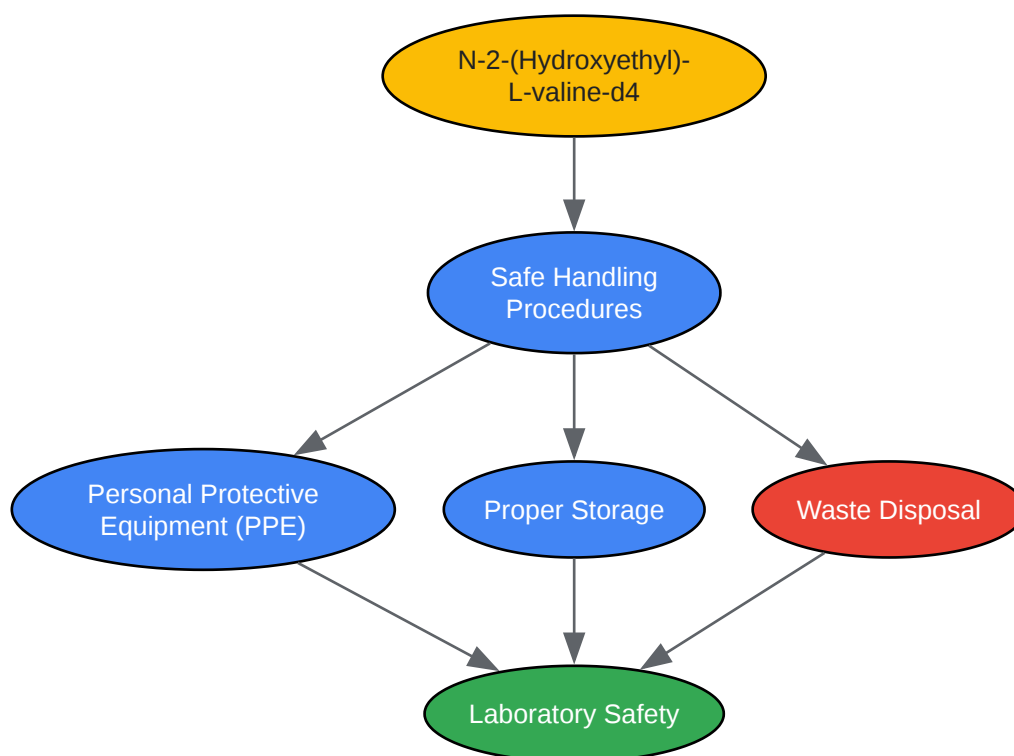 N-2-(Hydroxyethyl)-
L-valine-d4
Safe Handling
Procedures
Personal Protective
Equipment (PPE)
Proper Storage
Waste Disposal
Laboratory Safety